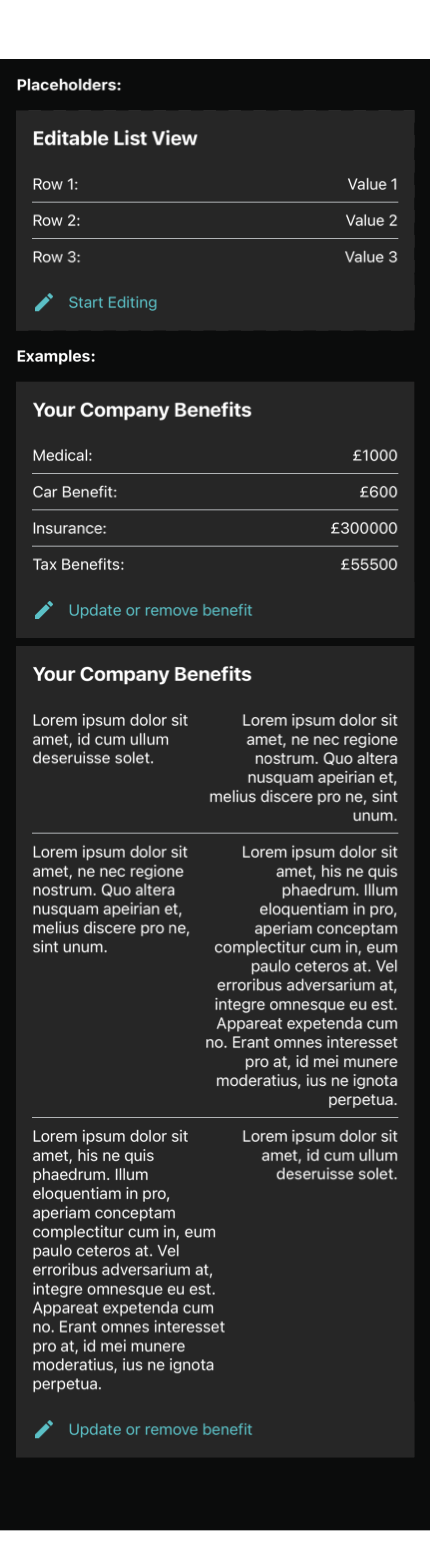 Placeholders:
Editable List View
Row 1: Value 1
Row 2: Value 2
Row 3: Value 3
Start Editing
Examples:
Your Company Benefits
Medical: £1000
Car Benefit: £600
Insurance: £300000
Tax Benefits: £55500
Update or remove benefit
Your Company Benefits
Lorem ipsum dolor sit
amet, id cum ullum
deseruisse solet.
Lorem ipsum dolor sit
amet, ne nec regione
nostrum. Quo altera
nusquam apeirian et,
melius discere pro ne, sint
unum.
Lorem ipsum dolor sit
amet, ne nec regione
nostrum. Quo altera
nusquam apeirian et,
melius discere pro ne,
sint unum.
Lorem ipsum dolor sit
amet, his ne quis
phaedrum. Illum
eloquentiam in pro,
aperiam conceptam
complectitur cum in, eum
paulo ceteros at. Vel
erroribus adversarium at,
integre omnesque eu est.
Appareat expetenda cum
no. Erant omnes interesset
pro at, id mei munere
moderatius, ius ne ignota
perpetua.
Lorem ipsum dolor sit
amet, his ne quis
phaedrum. Illum
eloquentiam in pro,
aperiam conceptam
complectitur cum in, eum
paulo ceteros at. Vel
erroribus adversarium at,
integre omnesque eu est.
Appareat expetenda cum
no. Erant omnes interesset
pro at, id mei munere
moderatius, ius ne ignota
perpetua.
Lorem ipsum dolor sit
amet, id cum ullum
deseruisse solet.
Update or remove benefit